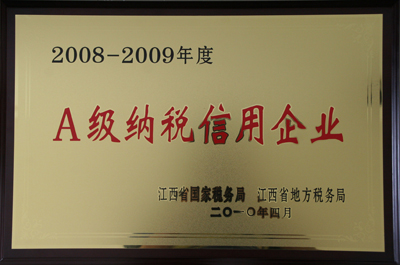 2008-2009年度
A级纳税信用企业
江西省国家税务局 江西省地方税务局
二〇一〇年四月